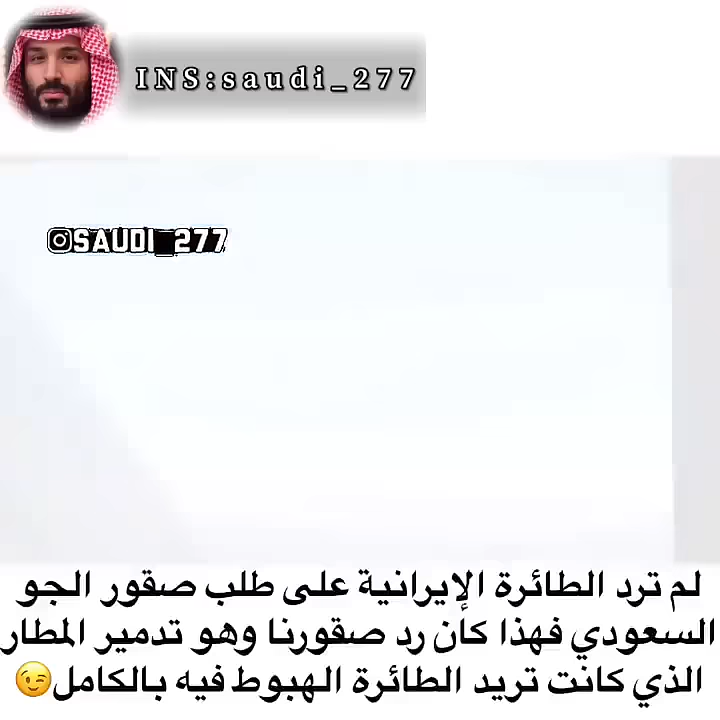 INS:saudi_277
SAUDI_277
لم ترد الطائرة الإيرانية على طلب صقور الجو
السعودي فهذا كان رد صقورنا وهو تدمير المطار
الذي كانت تريد الطائرة الهبوط فيه بالكامل😉